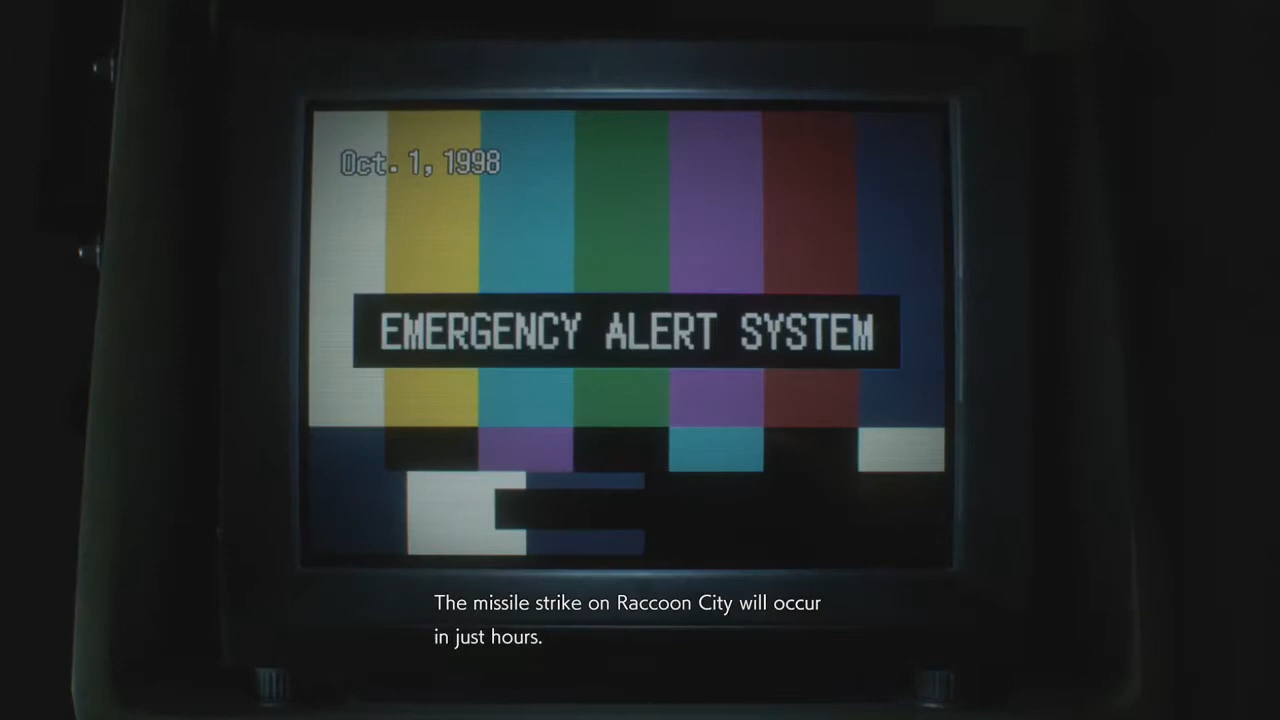 Oct. 1, 1998
EMERGENCY ALERT SYSTEM
The missile strike on Raccoon City will occur
in just hours.